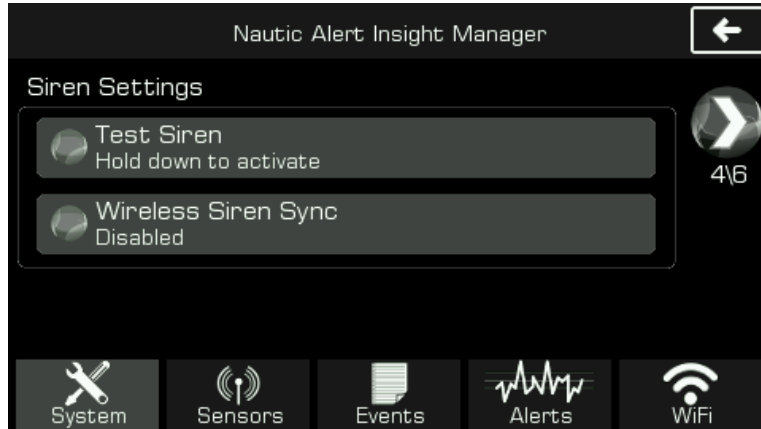 Nautic Alert Insight Manager
Siren Settings
Test Siren
Hold down to activate
4\6
Wireless Siren Sync
Disabled
System
Sensors
Events
Alerts
WiFi